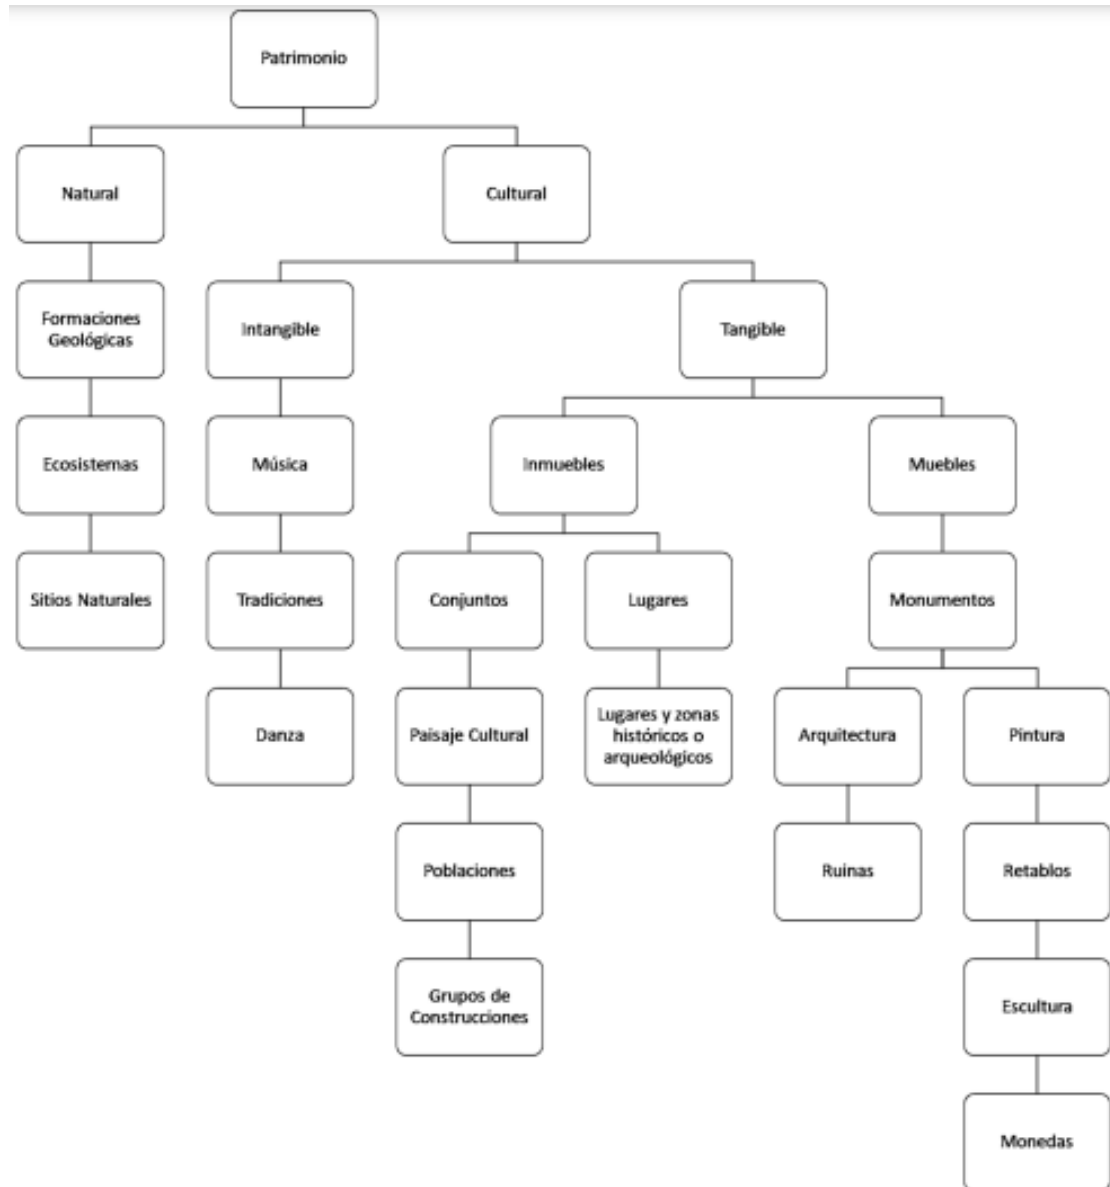 Patrimonio
Natural
Cultural
Formaciones
Geológicas
Intangible
Tangible
Ecosistemas
Música
Inmuebles
Muebles
Sitios Naturales
Tradiciones
Conjuntos
Lugares
Monumentos
Danza
Paisaje Cultural
Lugares y zonas
históricos o
arqueológicos
Arquitectura
Pintura
Poblaciones
Ruinas
Retablos
Grupos de
Construcciones
Escultura
Monedas